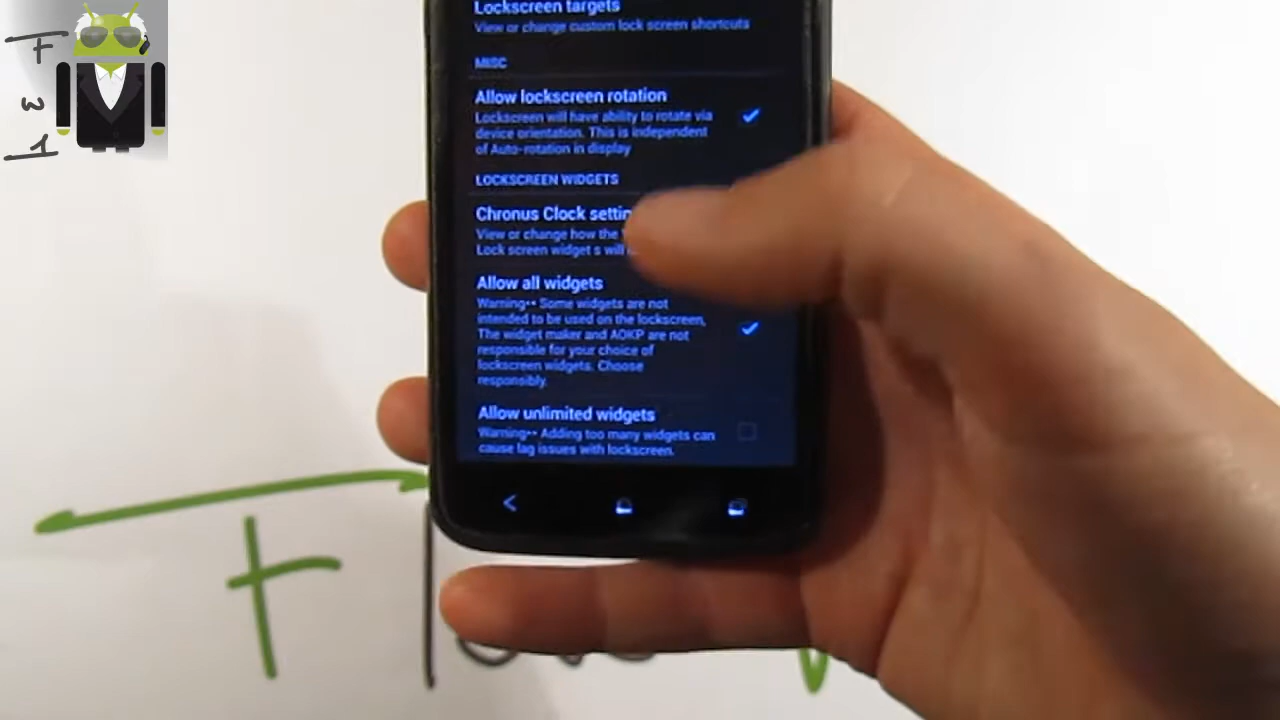 Lockscreen targets
View or change custom lock screen shortcuts
MISC
Allow lockscreen rotation
Lockscreen will have ability to rotate via
device orientation. This is independent
of Auto-rotation in display
LOCKSCREEN WIDGETS
Chronus Clock
View or change how the
Lock screen widget s will
Allow all widgets
Warning** Some widgets are not
intended to be used on the lockscreen,
The widget maker and AOKP are not
responsible for your choice of
lockscreen widgets. Choose
responsibly.
Allow unlimited widgets
Warning** Adding too many widgets can
cause lag issues with lockscreen.
F
w
1